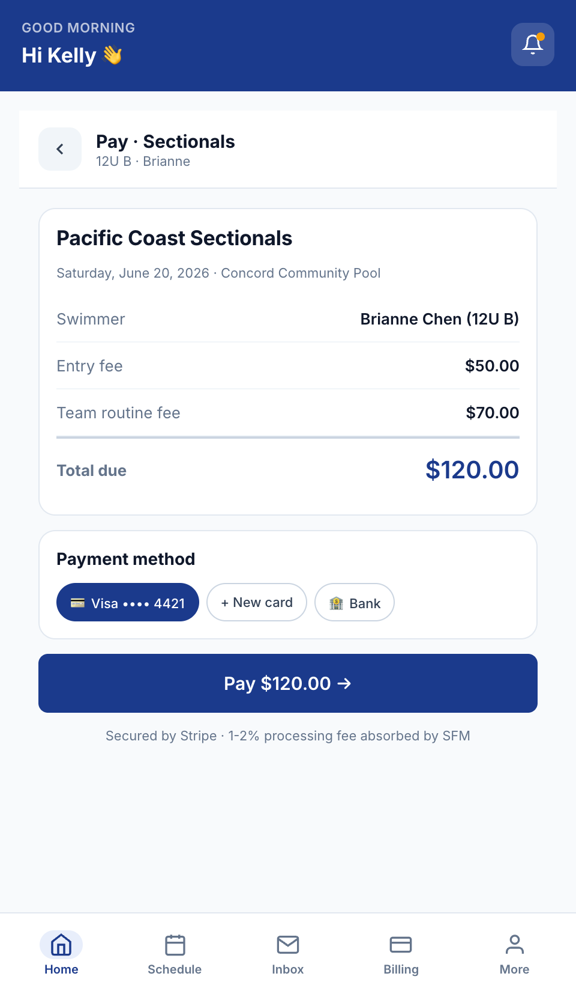 GOOD MORNING
Hi Kelly 👋
Pay · Sectionals
12U B · Brianne
Pacific Coast Sectionals
Saturday, June 20, 2026 · Concord Community Pool
Swimmer Brianne Chen (12U B)
Entry fee $50.00
Team routine fee $70.00
Total due $120.00
Payment method
💳 Visa •••• 4421 + New card 🏦 Bank
Pay $120.00 →
Secured by Stripe · 1-2% processing fee absorbed by SFM
Home Schedule Inbox Billing More